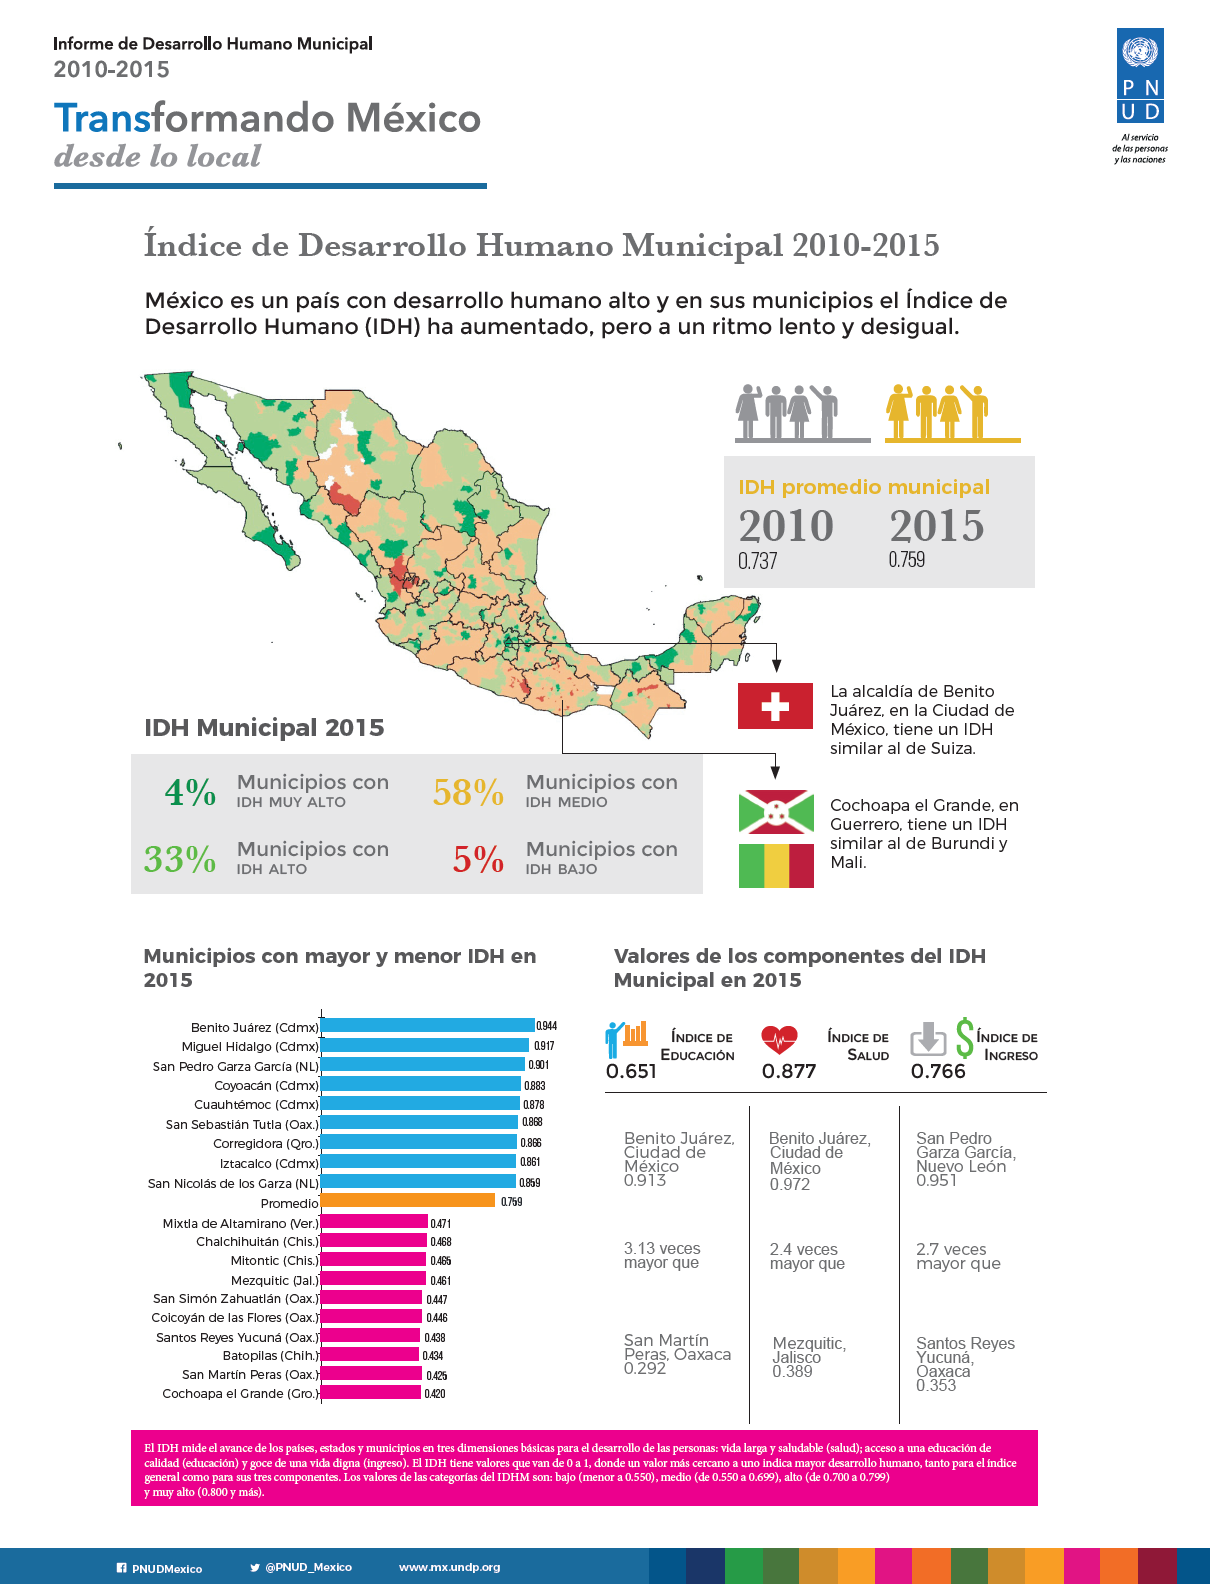 Informe de Desarrollo Humano Municipal
2010-2015
Transformando México
desde lo local
P N
U D
Al servicio
de las personas
y las naciones
Índice de Desarrollo Humano Municipal 2010-2015
México es un país con desarrollo humano alto y en sus municipios el Índice de
Desarrollo Humano (IDH) ha aumentado, pero a un ritmo lento y desigual.
IDH promedio municipal
2010 2015
0.737 0.759
La alcaldía de Benito
Juárez, en la Ciudad de
México, tiene un IDH
similar al de Suiza.
Cochoapa el Grande, en
Guerrero, tiene un IDH
similar al de Burundi y
Mali.
IDH Municipal 2015
4% Municipios con
IDH MUY ALTO
58% Municipios con
IDH MEDIO
33% Municipios con
IDH ALTO
5% Municipios con
IDH BAJO
Municipios con mayor y menor IDH en
2015
Benito Juárez (Cdmx) 0.944
Miguel Hidalgo (Cdmx) 0.917
San Pedro Garza García (NL) 0.901
Coyoacán (Cdmx) 0.883
Cuauhtémoc (Cdmx) 0.878
San Sebastián Tutla (Oax.) 0.868
Corregidora (Qro.) 0.866
Iztacalco (Cdmx) 0.861
San Nicolás de los Garza (NL) 0.859
Promedio 0.759
Mixtla de Altamirano (Ver.) 0.471
Chalchihuitán (Chis.) 0.468
Mitontic (Chis.) 0.465
Mezquitic (Jal.) 0.461
San Simón Zahuatlán (Oax.) 0.447
Coicoyán de las Flores (Oax.) 0.446
Santos Reyes Yucuná (Oax.) 0.438
Batopilas (Chih.) 0.434
San Martín Peras (Oax.) 0.425
Cochoapa el Grande (Gro.) 0.420
Valores de los componentes del IDH
Municipal en 2015
ÍNDICE DE
EDUCACIÓN
0.651
ÍNDICE DE
SALUD
0.877
ÍNDICE DE
INGRESO
0.766
Benito Juárez,
Ciudad de
México
0.913
3.13 veces
mayor que
San Martín
Peras, Oaxaca
0.292
Benito Juárez,
Ciudad de
México
0.972
2.4 veces
mayor que
Mezquitic,
Jalisco
0.389
San Pedro
Garza García,
Nuevo León
0.951
2.7 veces
mayor que
Santos Reyes
Yucuná,
Oaxaca
0.353
El IDH mide el avance de los países, estados y municipios en tres dimensiones básicas para el desarrollo de las personas: vida larga y saludable (salud); acceso a una educación de
calidad (educación) y goce de una vida digna (ingreso). El IDH tiene valores que van de 0 a 1, donde un valor más cercano a uno indica mayor desarrollo humano, tanto para el índice
general como para sus tres componentes. Los valores de las categorías del IDHM son: bajo (menor a 0.550), medio (de 0.550 a 0.699), alto (de 0.700 a 0.799)
y muy alto (0.800 y más).
PNUDMexico @PNUD_Mexico www.mx.undp.org